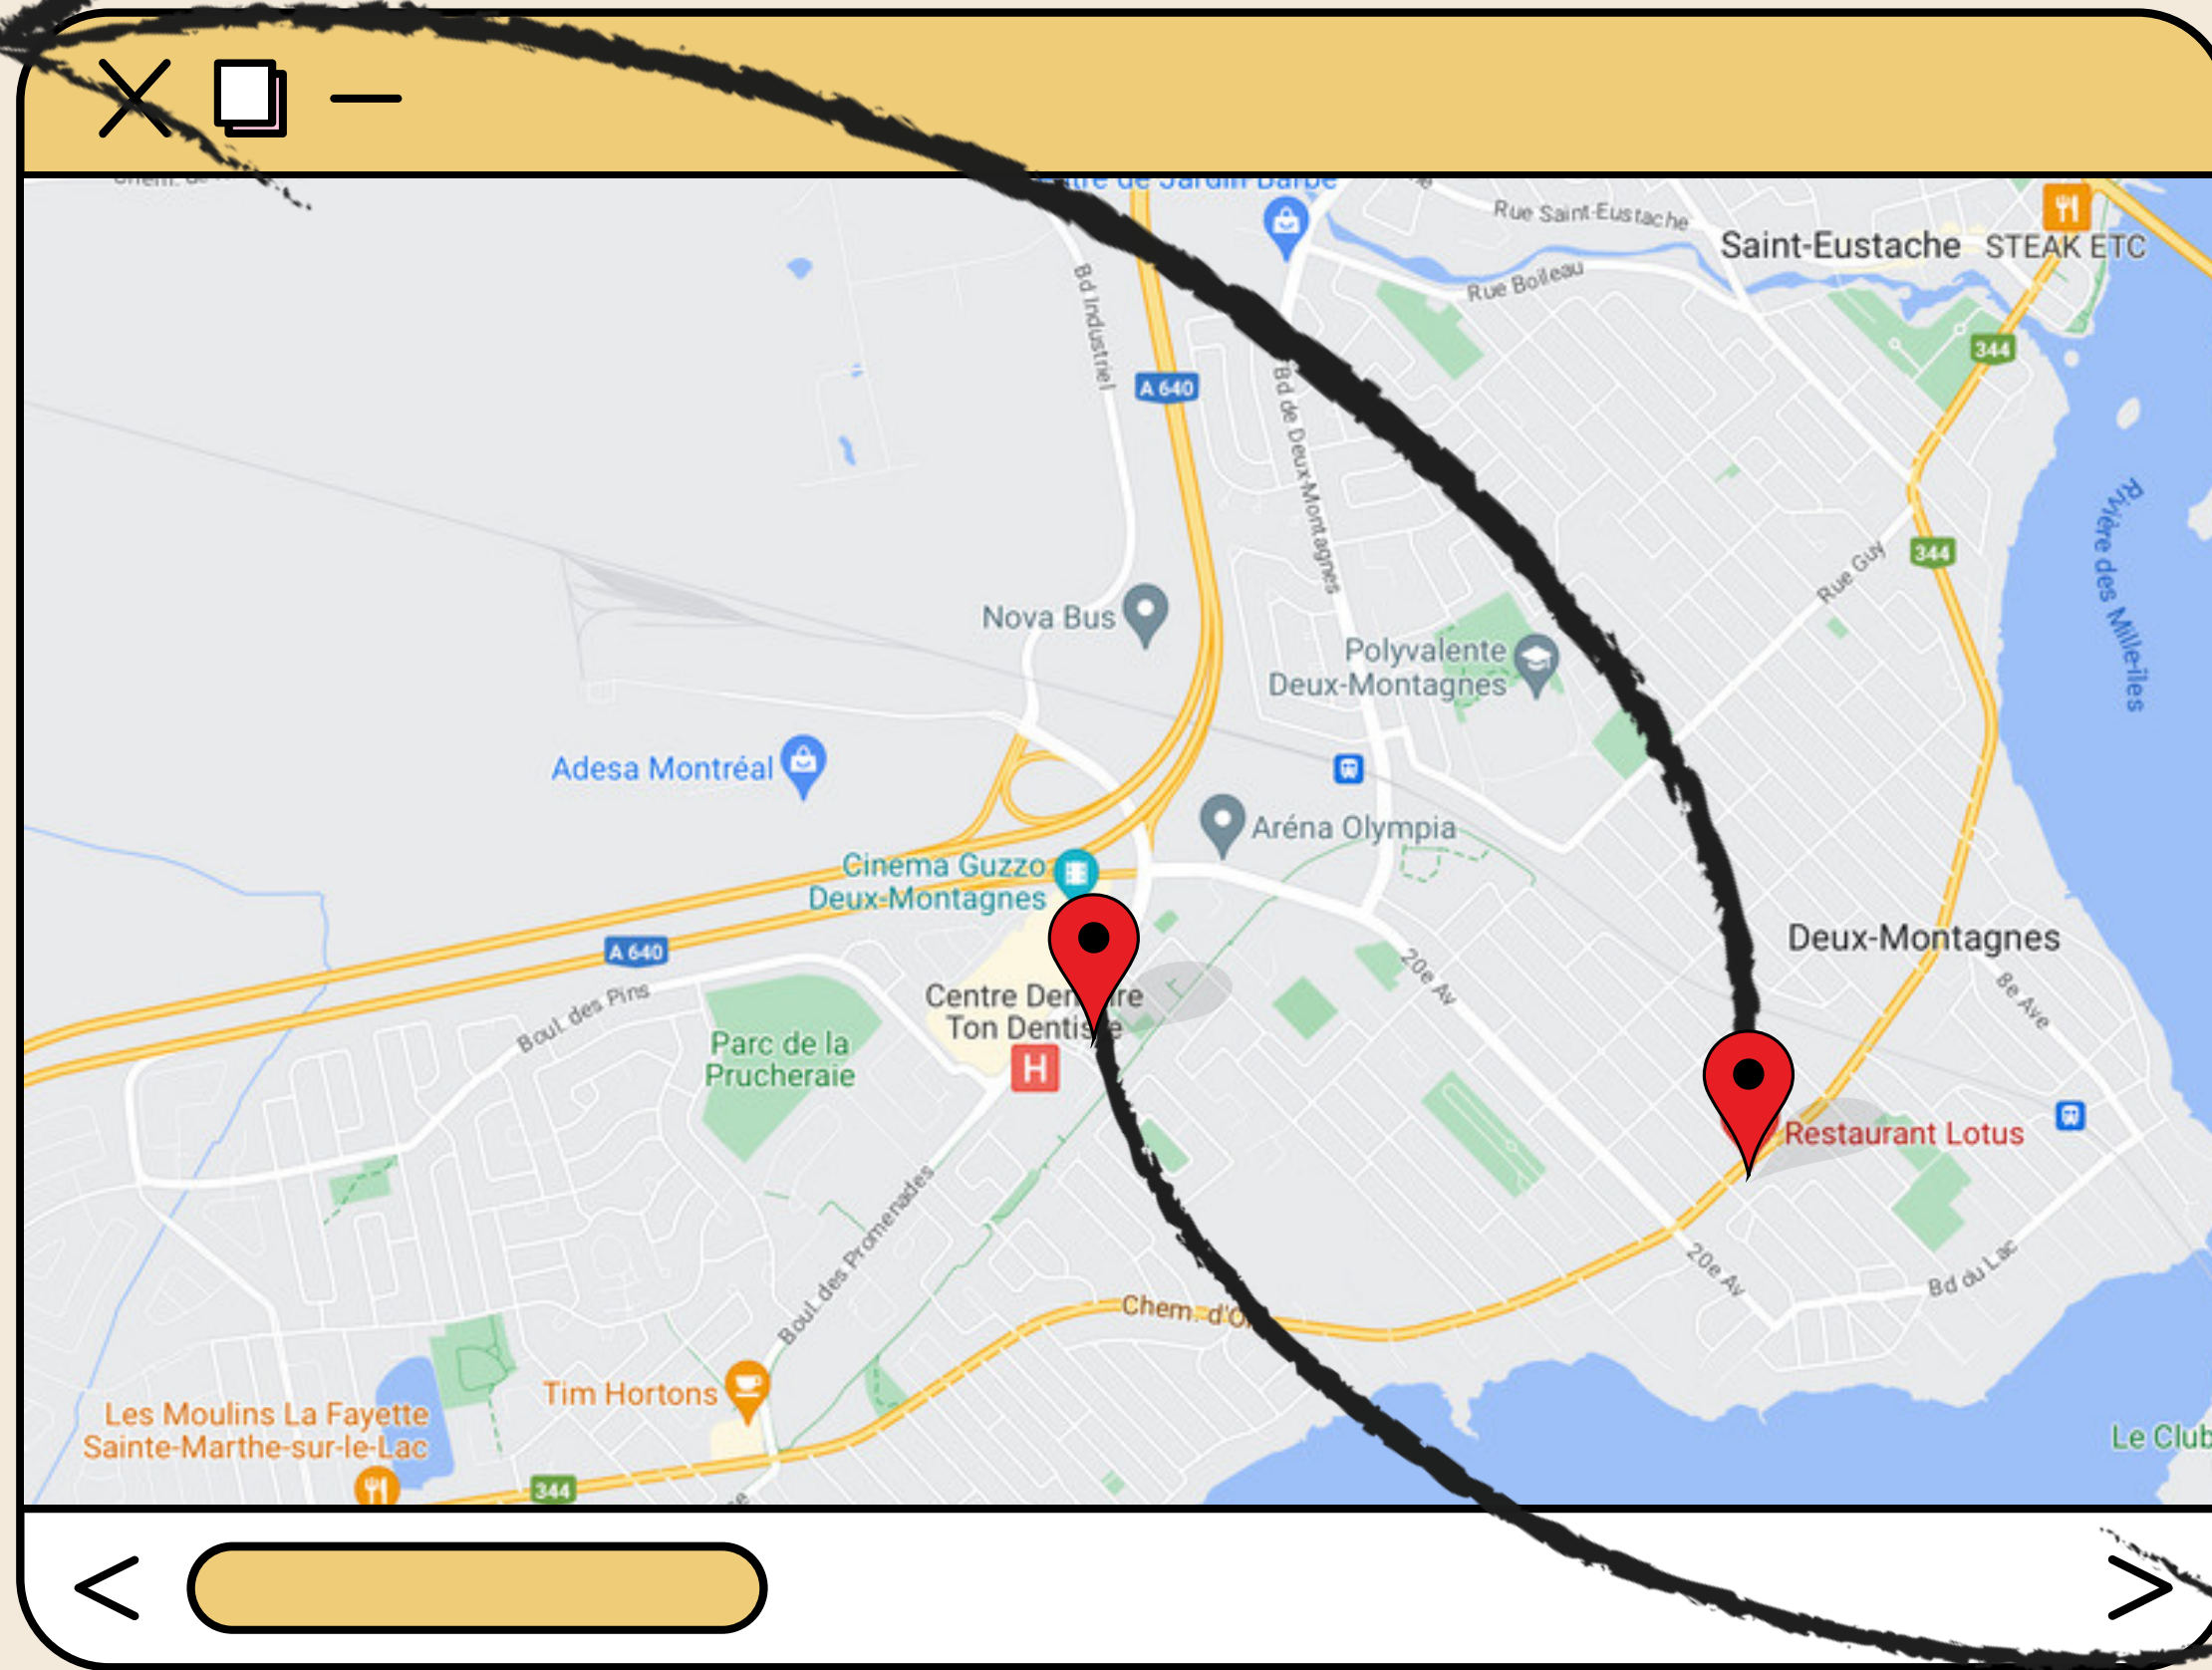 Rue Saint-Eustache
Saint-Eustache
STEAK ETC
Rue Boileau
Bd Industriel
A 640
344
Bd de Deux-Montagnes
Rivière des Mille-Îles
344
Rue Guy
Nova Bus
Polyvalente
Deux-Montagnes
Adesa Montréal
Aréna Olympia
Cinema Guzzo
Deux-Montagnes
A 640
Deux-Montagnes
20e Av
8e Ave
Boul. des Pins
Centre
Ton
Parc de la
Prucheraie
H
Restaurant Lotus
Boul. des Promenades
20e Av
Bd du Lac
Chem.
Tim Hortons
Les Moulins La Fayette
Sainte-Marthe-sur-le-Lac
Le Club
344